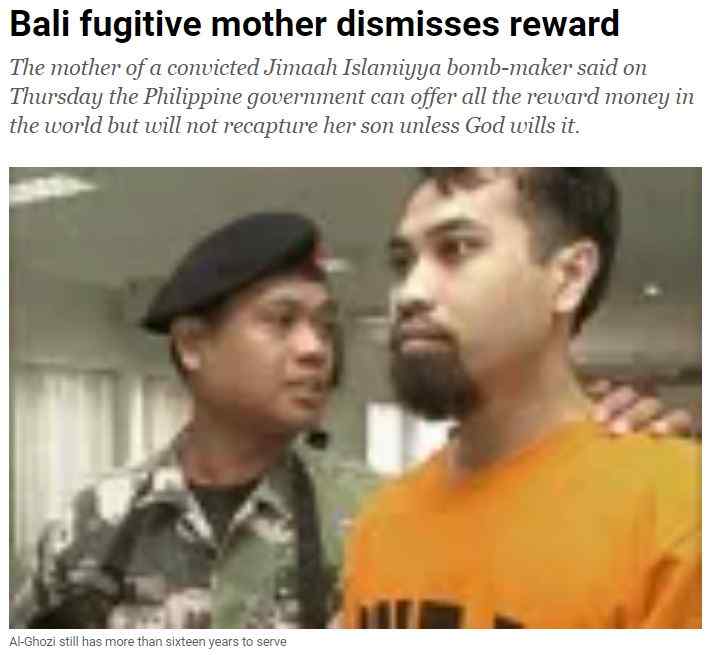 Bali fugitive mother dismisses reward
The mother of a convicted Jimaah Islamiyya bomb-maker said on
Thursday the Philippine government can offer all the reward money in
the world but will not recapture her son unless God wills it.
Al-Ghozi still has more than sixteen years to serve